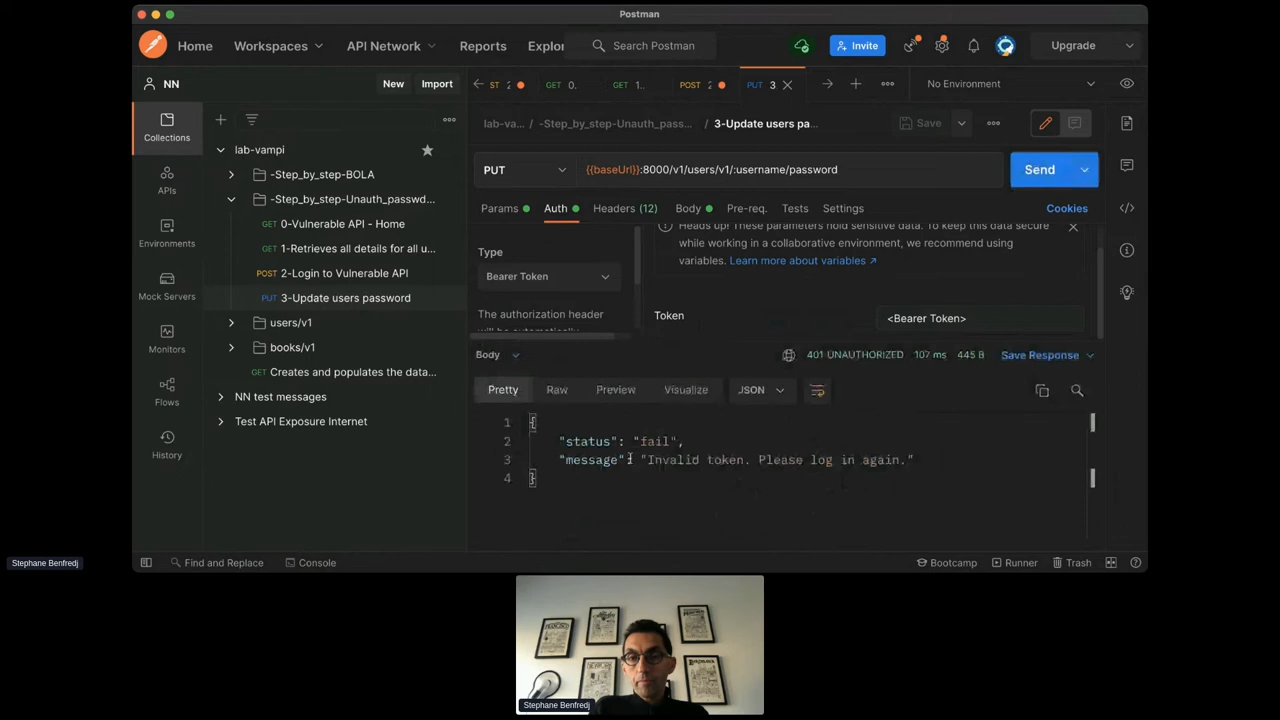 Postman
Home
Workspaces
API Network
Reports
Explor
Search Postman
Invite
Upgrade
NN
New
Import
ST 2
GET 0.
GET 1..
POST 2
PUT 3
No Environment
Collections
APIs
Environments
Mock Servers
Monitors
Flows
History
lab-vampi
-Step_by_step-BOLA
-Step_by_step-Unauth_passwd...
GET 0-Vulnerable API - Home
GET 1-Retrieves all details for all u...
POST 2-Login to Vulnerable API
PUT 3-Update users password
users/v1
books/v1
GET Creates and populates the data...
NN test messages
Test API Exposure Internet
lab-va... / -Step_by_step-Unauth_pass... / 3-Update users pa...
Save
PUT
{{baseUrl}}:8000/v1/users/v1/:username/password
Send
Params
Auth
Headers (12)
Body
Pre-req.
Tests
Settings
Cookies
Type
Bearer Token
The authorization header
will be automatically
Heads up! These parameters hold sensitive data. To keep this data secure
while working in a collaborative environment, we recommend using
variables. Learn more about variables ↗
Token
<Bearer Token>
Body
401 UNAUTHORIZED
107 ms
445 B
Save Response
Pretty
Raw
Preview
Visualize
JSON
1 {
2 "status": "fail",
3 "message": "Invalid token. Please log in again."
4 }
Find and Replace
Console
Bootcamp
Runner
Trash
Stephane Benfredj
Stephane Benfredj